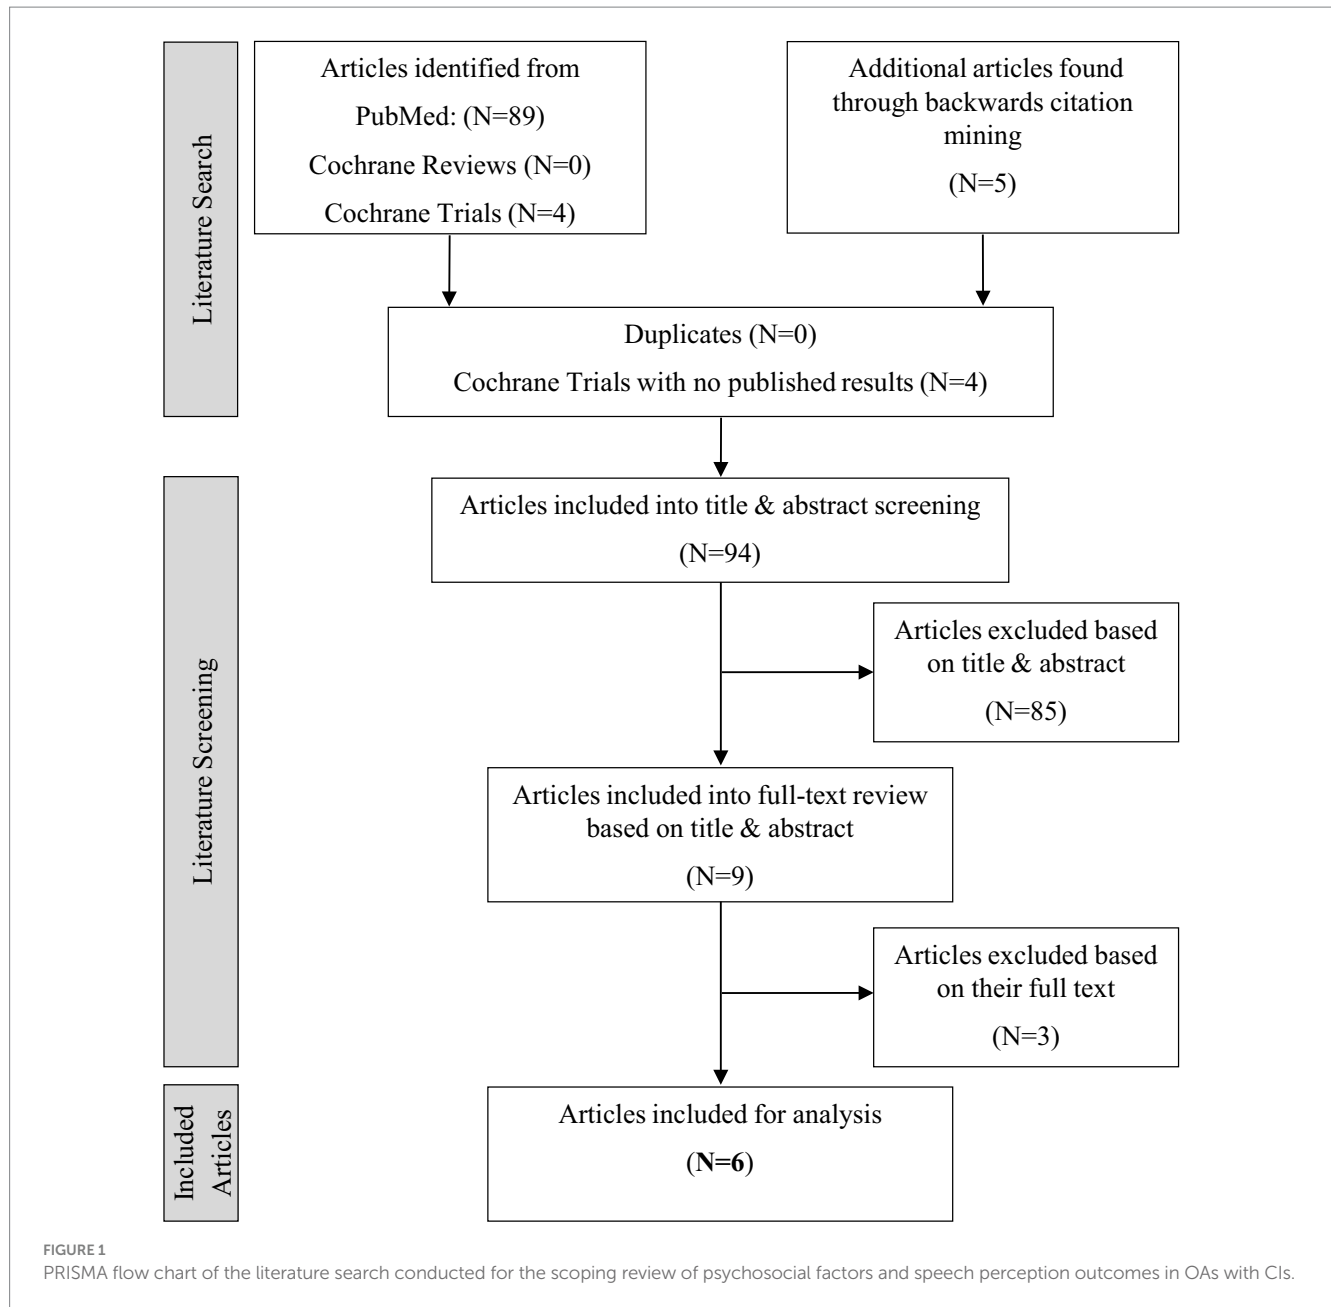 Literature Search
Articles identified from
PubMed: (N=89)
Cochrane Reviews (N=0)
Cochrane Trials (N=4)
Additional articles found
through backwards citation
mining
(N=5)
Duplicates (N=0)
Cochrane Trials with no published results (N=4)
Literature Screening
Articles included into title & abstract screening
(N=94)
Articles excluded based
on title & abstract
(N=85)
Articles included into full-text review
based on title & abstract
(N=9)
Articles excluded based
on their full text
(N=3)
Included
Articles
Articles included for analysis
(N=6)
FIGURE 1
PRISMA flow chart of the literature search conducted for the scoping review of psychosocial factors and speech perception outcomes in OAs with CIs.